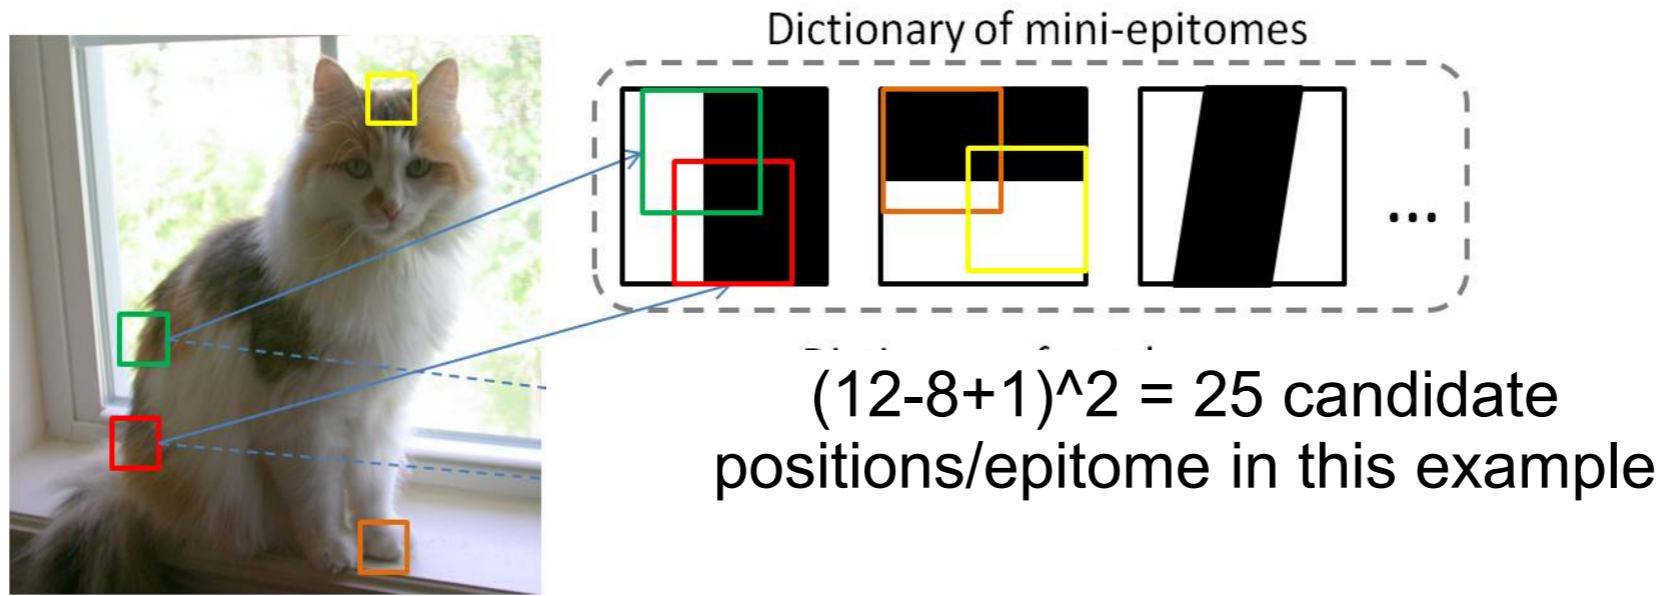 Dictionary of mini-epitomes
...
(12-8+1)^2 = 25 candidate
positions/epitome in this example